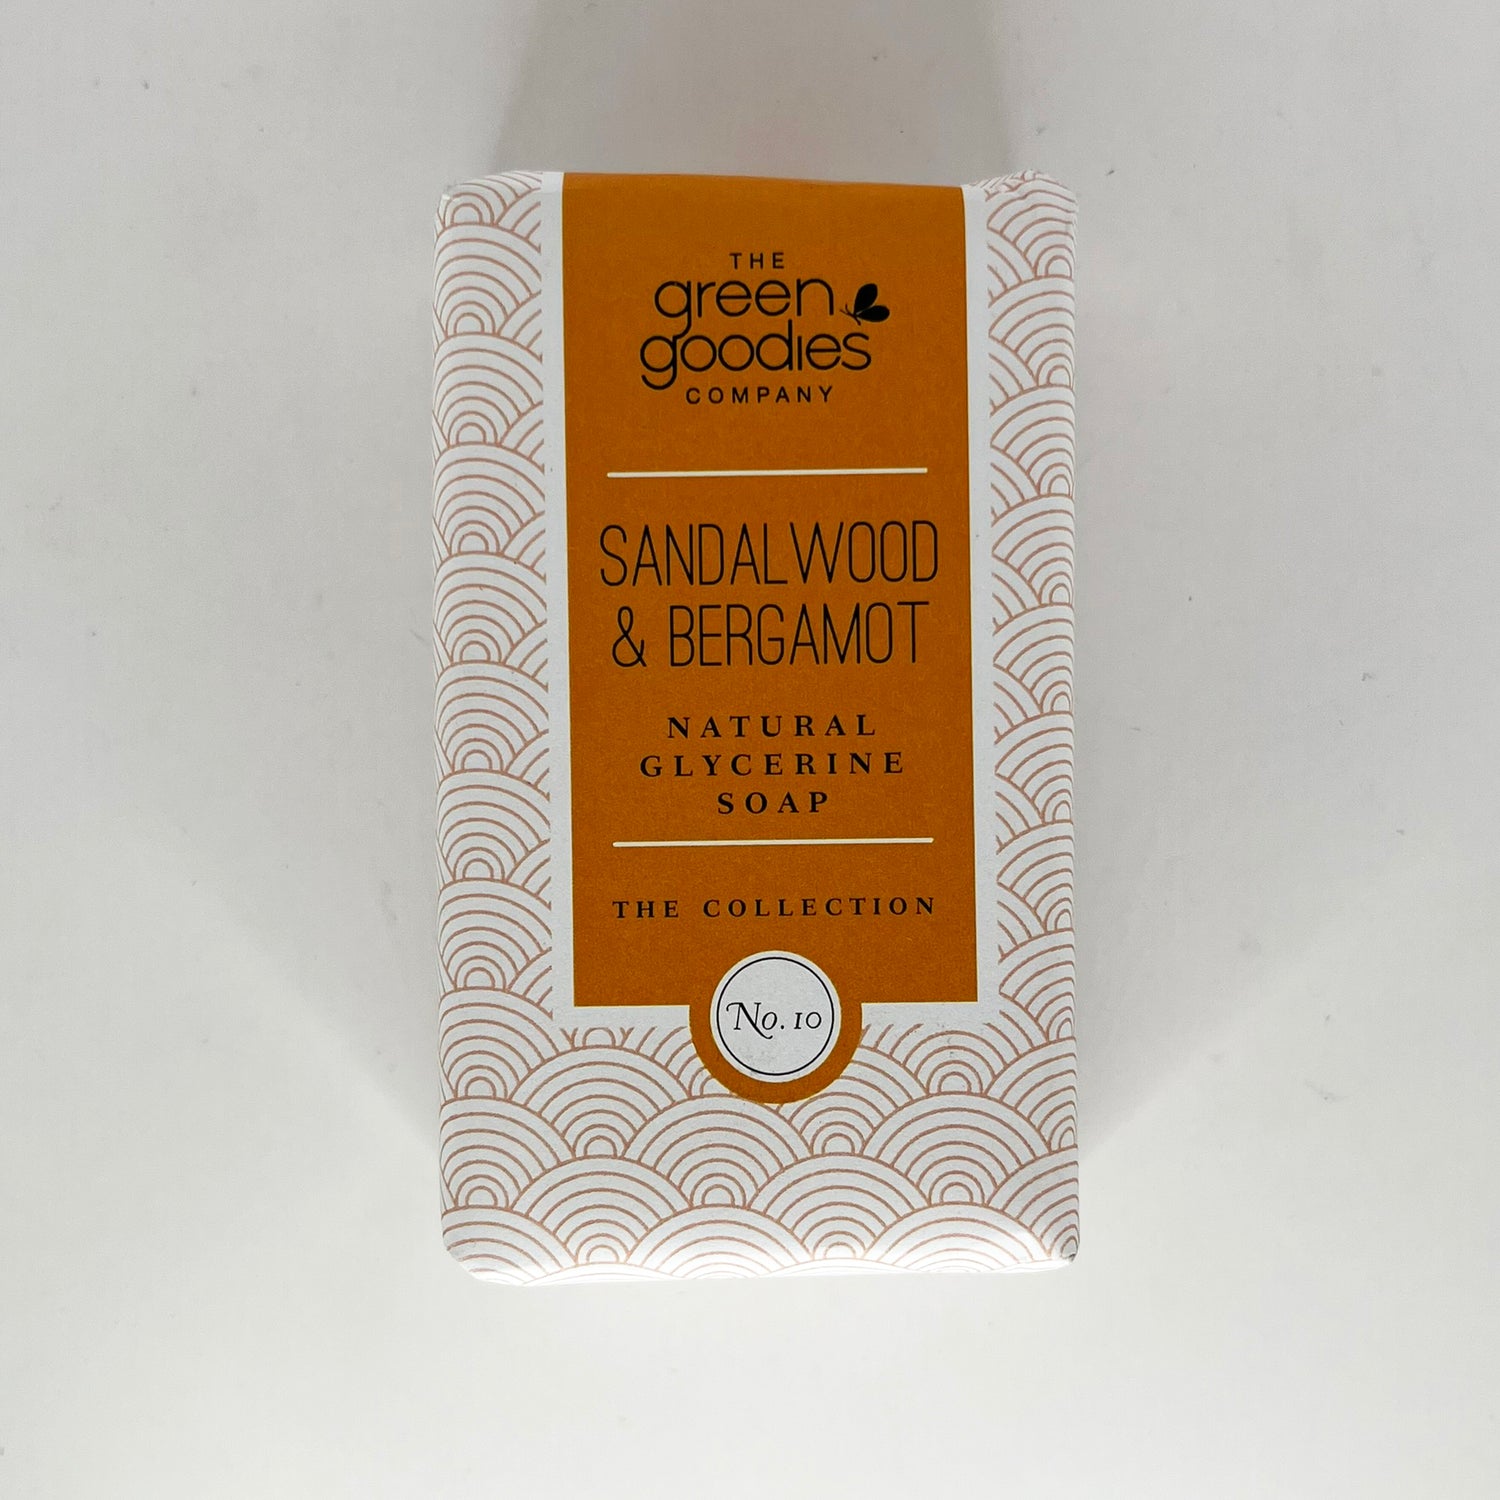 THE
green
goodies
COMPANY
SANDALWOOD
& BERGAMOT
NATURAL
GLYCERINE
SOAP
THE COLLECTION
No. 10